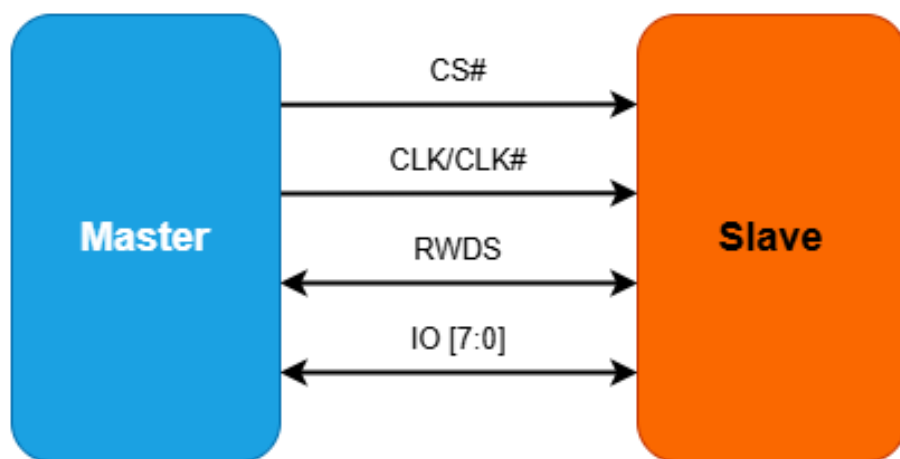 CS#
CLK/CLK#
Master
RWDS
Slave
IO [7:0]